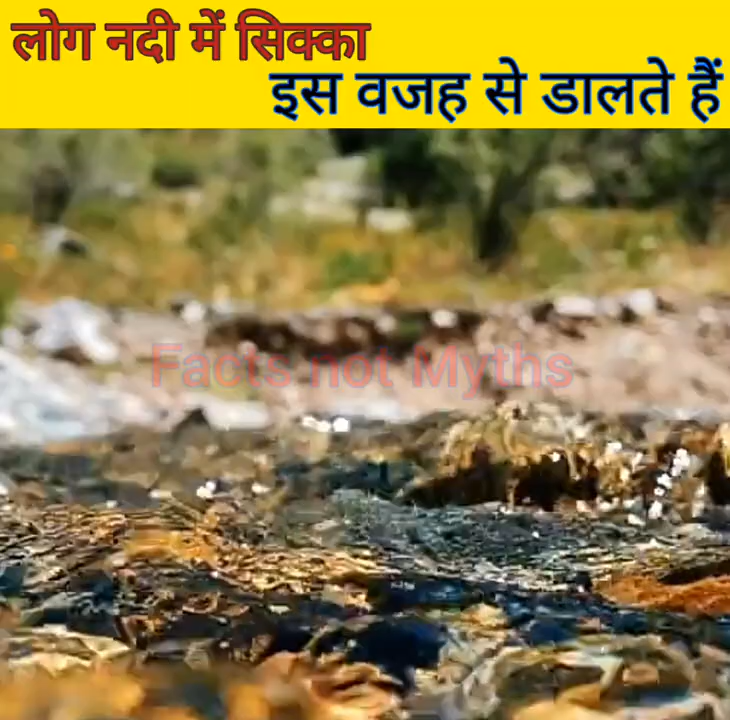 लोग नदी में सिक्का
इस वजह से डालते हैं
Facts not Myths